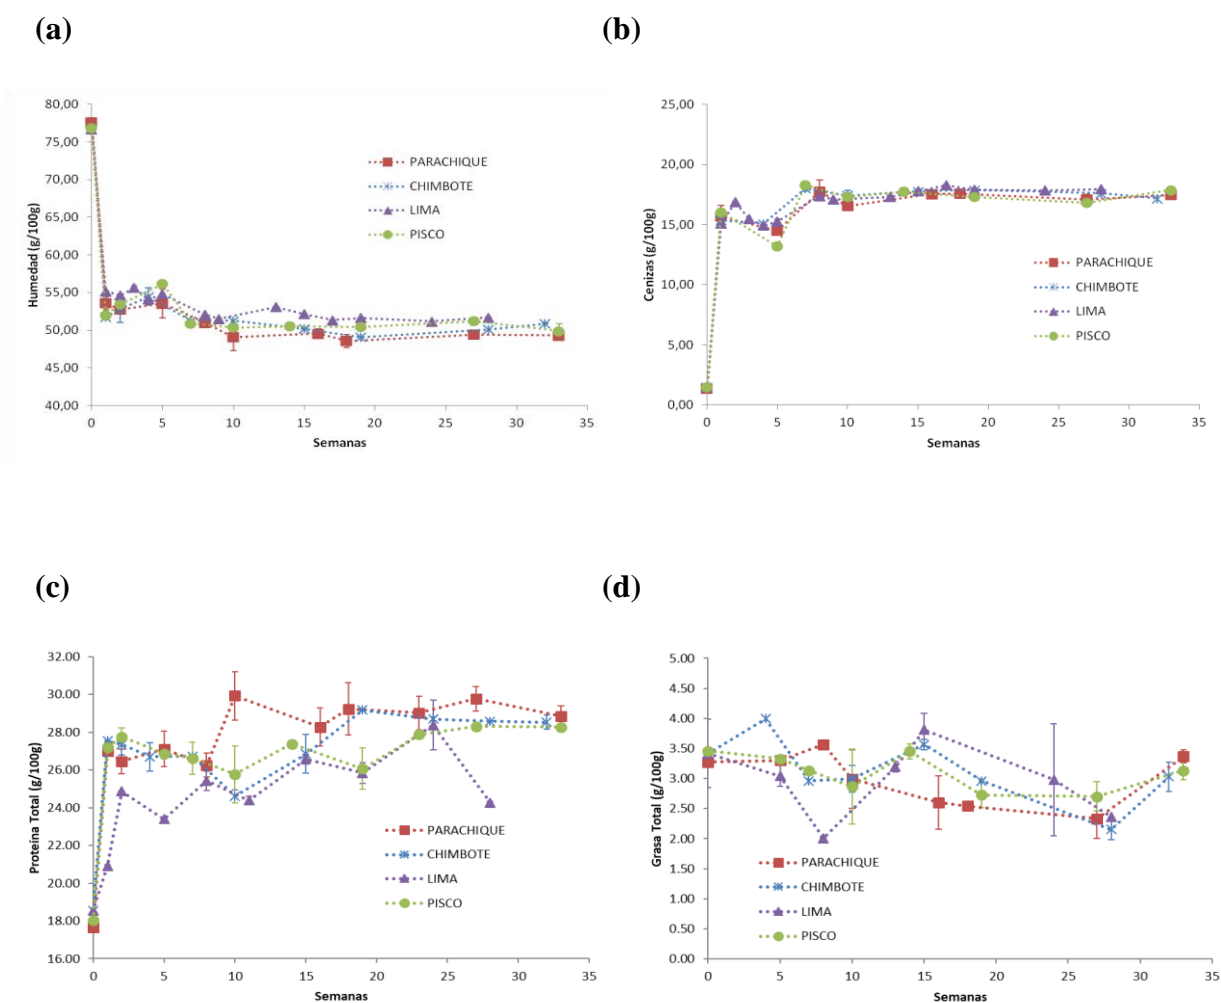 (a)
(b)
80,00
75,00
70,00
65,00
60,00
55,00
50,00
45,00
40,00
Humedad (g/100g)
0
5
10
15
20
25
30
35
Semanas
PARACHIQUE
CHIMBOTE
LIMA
PISCO
25,00
20,00
15,00
10,00
5,00
0,00
Cenizas (g/100g)
0
5
10
15
20
25
30
35
Semanas
PARACHIQUE
CHIMBOTE
LIMA
PISCO
(c)
(d)
32.00
30.00
28.00
26.00
24.00
22.00
20.00
18.00
16.00
Proteina Total (g/100g)
0
5
10
15
20
25
30
35
Semanas
PARACHIQUE
CHIMBOTE
LIMA
PISCO
5.00
4.50
4.00
3.50
3.00
2.50
2.00
1.50
1.00
0.50
0.00
Grasa Total (g/100g)
0
5
10
15
20
25
30
35
Semanas
PARACHIQUE
CHIMBOTE
LIMA
PISCO